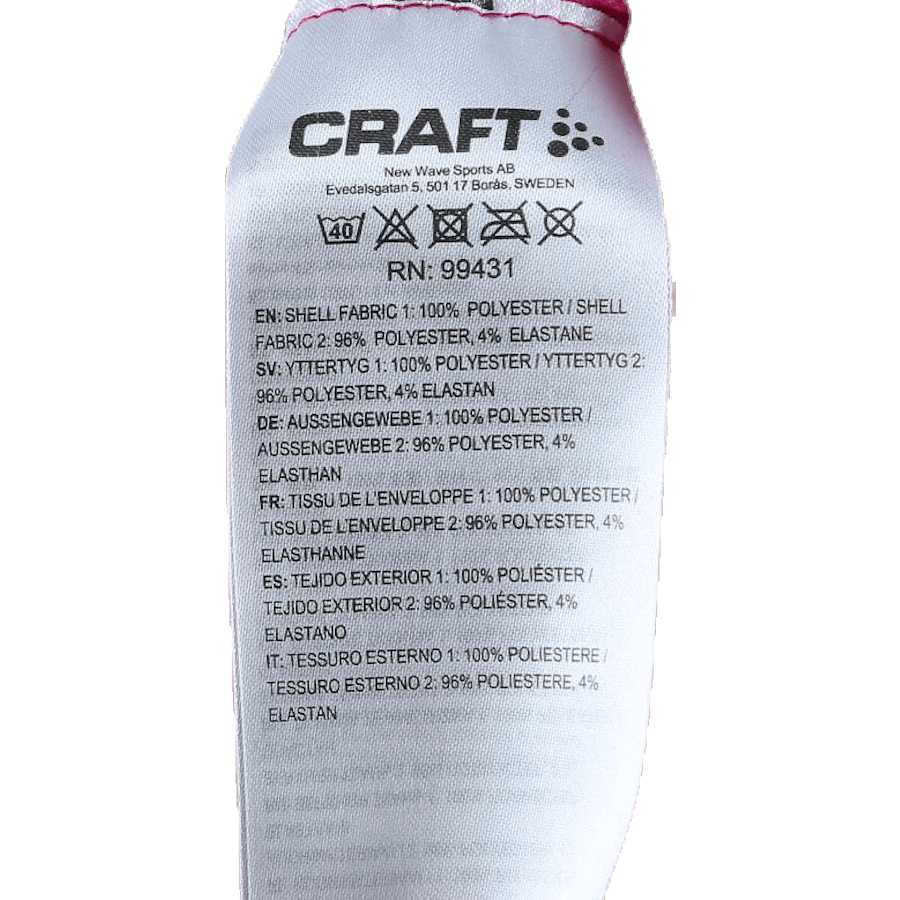 CRAFT
New Wave Sports AB
Evedalsgatan 5, 501 17 Borås, SWEDEN
40
RN: 99431
EN: SHELL FABRIC 1: 100% POLYESTER / SHELL
FABRIC 2: 96% POLYESTER, 4% ELASTANE
SV: YTTERTYG 1: 100% POLYESTER / YTTERTYG 2:
96% POLYESTER, 4% ELASTAN
DE: AUSSENGEWEBE 1: 100% POLYESTER /
AUSSENGEWEBE 2: 96% POLYESTER, 4%
ELASTHAN
FR: TISSU DE L'ENVELOPPE 1: 100% POLYESTER /
TISSU DE L'ENVELOPPE 2: 96% POLYESTER, 4%
ELASTHANNE
ES: TEJIDO EXTERIOR 1: 100% POLIÉSTER /
TEJIDO EXTERIOR 2: 96% POLIÉSTER, 4%
ELASTANO
IT: TESSURO ESTERNO 1: 100% POLIESTERE /
TESSURO ESTERNO 2: 96% POLIESTERE, 4%
ELASTAN